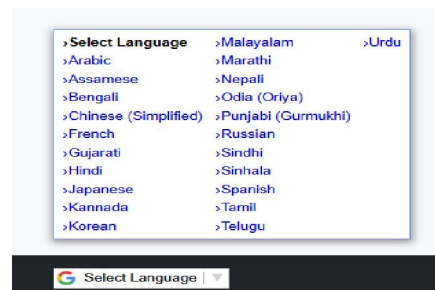 ›Select Language
›Arabic
›Assamese
›Bengali
›Chinese (Simplified)
›French
›Gujarati
›Hindi
›Japanese
›Kannada
›Korean
›Malayalam
›Marathi
›Nepali
›Odia (Oriya)
›Punjabi (Gurmukhi)
›Russian
›Sindhi
›Sinhala
›Spanish
›Tamil
›Telugu
›Urdu
G Select Language | ▼